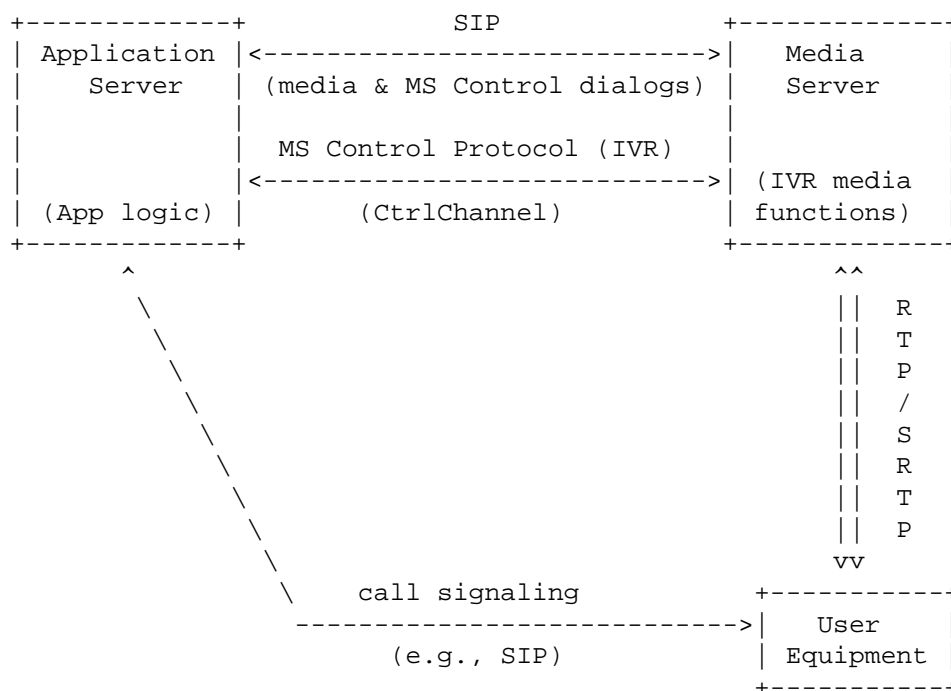 SIP
Application
Server
(media & MS Control dialogs)
Media
Server
MS Control Protocol (IVR)
(App logic)
(CtrlChannel)
(IVR media
functions)
R
T
P
/
S
R
T
P
call signaling
(e.g., SIP)
User
Equipment